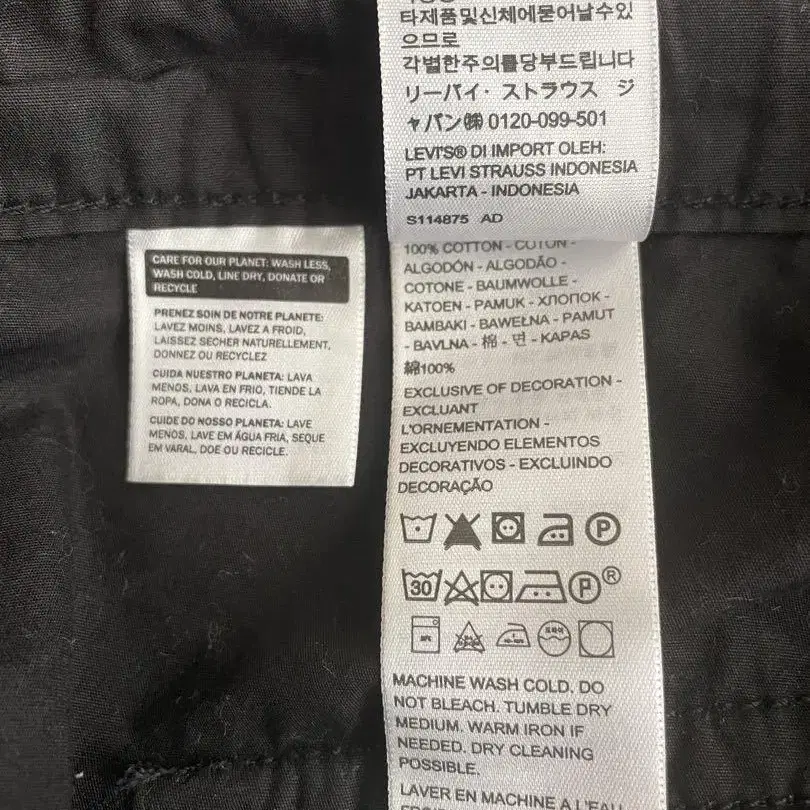 타제품및신체에묻어날수있
으므로
각별한주의를당부드립니다
リーバイ・ストラウス ジ
ャパン㈱ 0120-099-501
LEVI'S® DI IMPORT OLEH:
PT LEVI STRAUSS INDONESIA
JAKARTA - INDONESIA
S114875 AD
CARE FOR OUR PLANET: WASH LESS,
WASH COLD, LINE DRY, DONATE OR
RECYCLE
PRENEZ SOIN DE NOTRE PLANETE:
LAVEZ MOINS, LAVEZ A FROID,
LAISSEZ SÉCHER NATURELLEMENT,
DONNEZ OU RECYCLEZ
CUIDA NUESTRO PLANETA: LAVA
MENOS, LAVA EN FRIO, TIENDE LA
ROPA, DONA O RECICLA.
CUIDE DO NOSSO PLANETA: LAVE
MENOS, LAVE EM ÁGUA FRIA, SEQUE
EM VARAL, DOE OU RECICLE.
100% COTTON - COTON -
ALGODÓN - ALGODÃO -
COTONE - BAUMWOLLE -
KATOEN - PAMUK - ХЛОПОК -
BAMBAKI - BAWEŁNA - PAMUT
- BAVLNA - 棉 - 면 - KAPAS
綿100%
EXCLUSIVE OF DECORATION -
EXCLUANT
L'ORNEMENTATION -
EXCLUYENDO ELEMENTOS
DECORATIVOS - EXCLUINDO
DECORAÇÃO
P
30 P ®
드라이
MACHINE WASH COLD. DO
NOT BLEACH. TUMBLE DRY
MEDIUM. WARM IRON IF
NEEDED. DRY CLEANING
POSSIBLE.
LAVER EN MACHINE A L'EAU